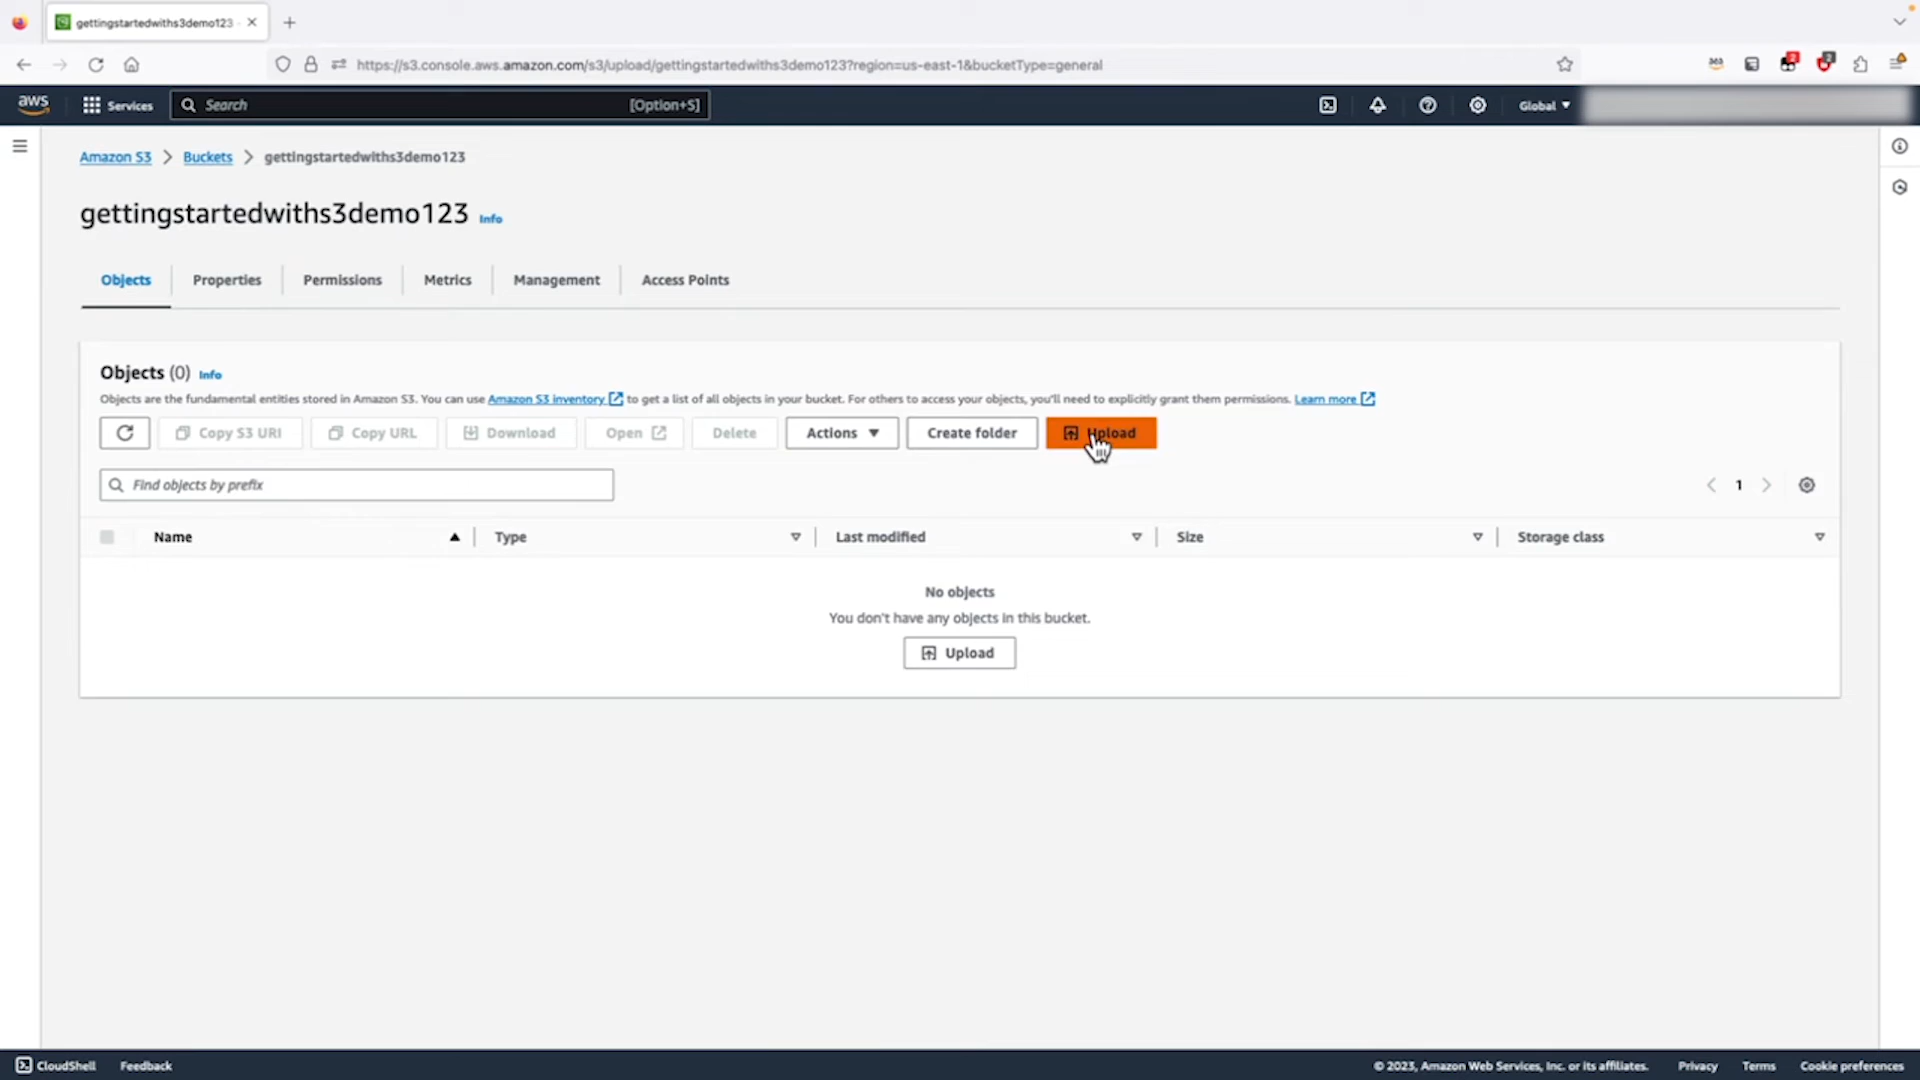 gettingstartedwiths3demo123
https://s3.console.aws.amazon.com/s3/upload/gettingstartedwiths3demo123?region=us-east-1&bucketType=general
2
2
aws
Services
Search
[Option+S]
Global
Amazon S3
Buckets
gettingstartedwiths3demo123
gettingstartedwiths3demo123 Info
Objects
Properties
Permissions
Metrics
Management
Access Points
Objects (0) Info
Objects are the fundamental entities stored in Amazon S3. You can use Amazon S3 inventory to get a list of all objects in your bucket. For others to access your objects, you'll need to explicitly grant them permissions. Learn more
Copy S3 URI
Copy URL
Download
Open
Delete
Actions
Create folder
Upload
Find objects by prefix
1
Name
Type
Last modified
Size
Storage class
No objects
You don't have any objects in this bucket.
Upload
CloudShell
Feedback
© 2023, Amazon Web Services, Inc. or its affiliates.
Privacy
Terms
Cookie preferences